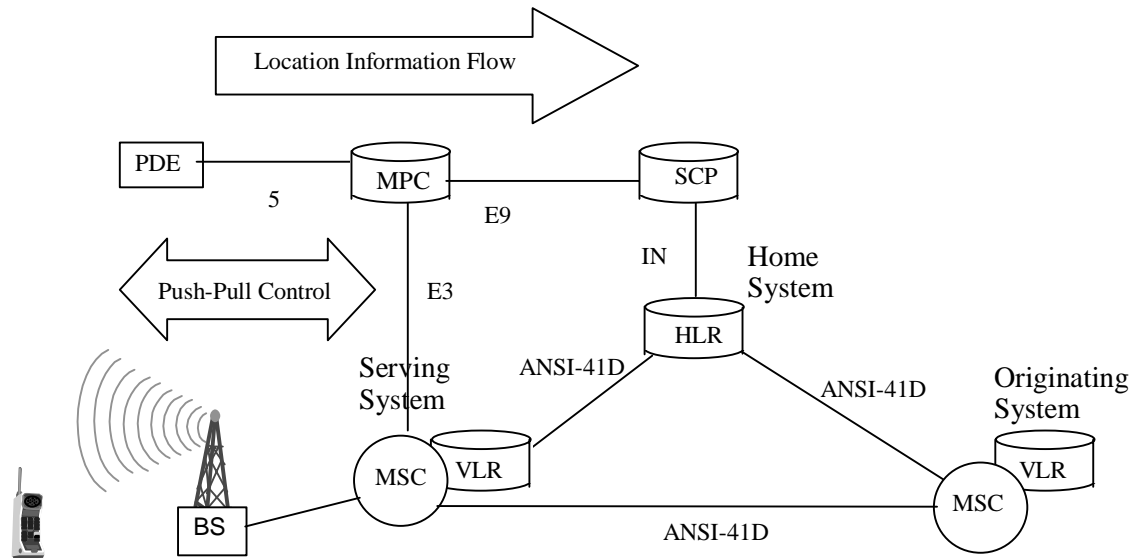 Location Information Flow
PDE
MPC
SCP
5
E9
IN
Home
System
Push-Pull Control
E3
HLR
Serving
System
ANSI-41D
ANSI-41D
Originating
System
MSC
VLR
VLR
MSC
BS
ANSI-41D